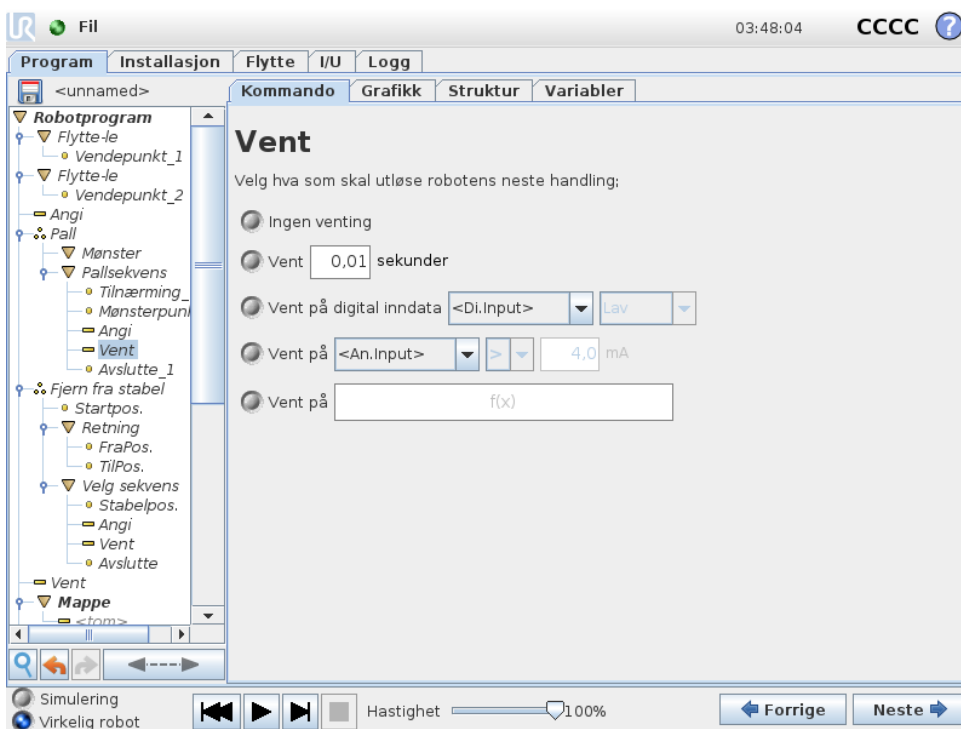 UR Fil 03:48:04 CCCC ?
Program Installasjon Flytte I/U Logg
<unnamed>
Kommando Grafikk Struktur Variabler
Robotprogram
Flytte-le
Vendepunkt_1
Flytte-le
Vendepunkt_2
Angi
Pall
Mønster
Pallsekvens
Tilnærming_
Mønsterpun
Angi
Vent
Avslutte_1
Fjern fra stabel
Startpos.
Retning
FraPos.
TilPos.
Velg sekvens
Stabelpos.
Angi
Vent
Avslutte
Vent
Mappe
<tom>
Vent
Velg hva som skal utløse robotens neste handling;
Ingen venting
Vent 0,01 sekunder
Vent på digital inndata <Di.Input> Lav
Vent på <An.Input> > 4,0 mA
Vent på f(x)
Simulering
Virkelig robot
Hastighet 100%
Forrige Neste